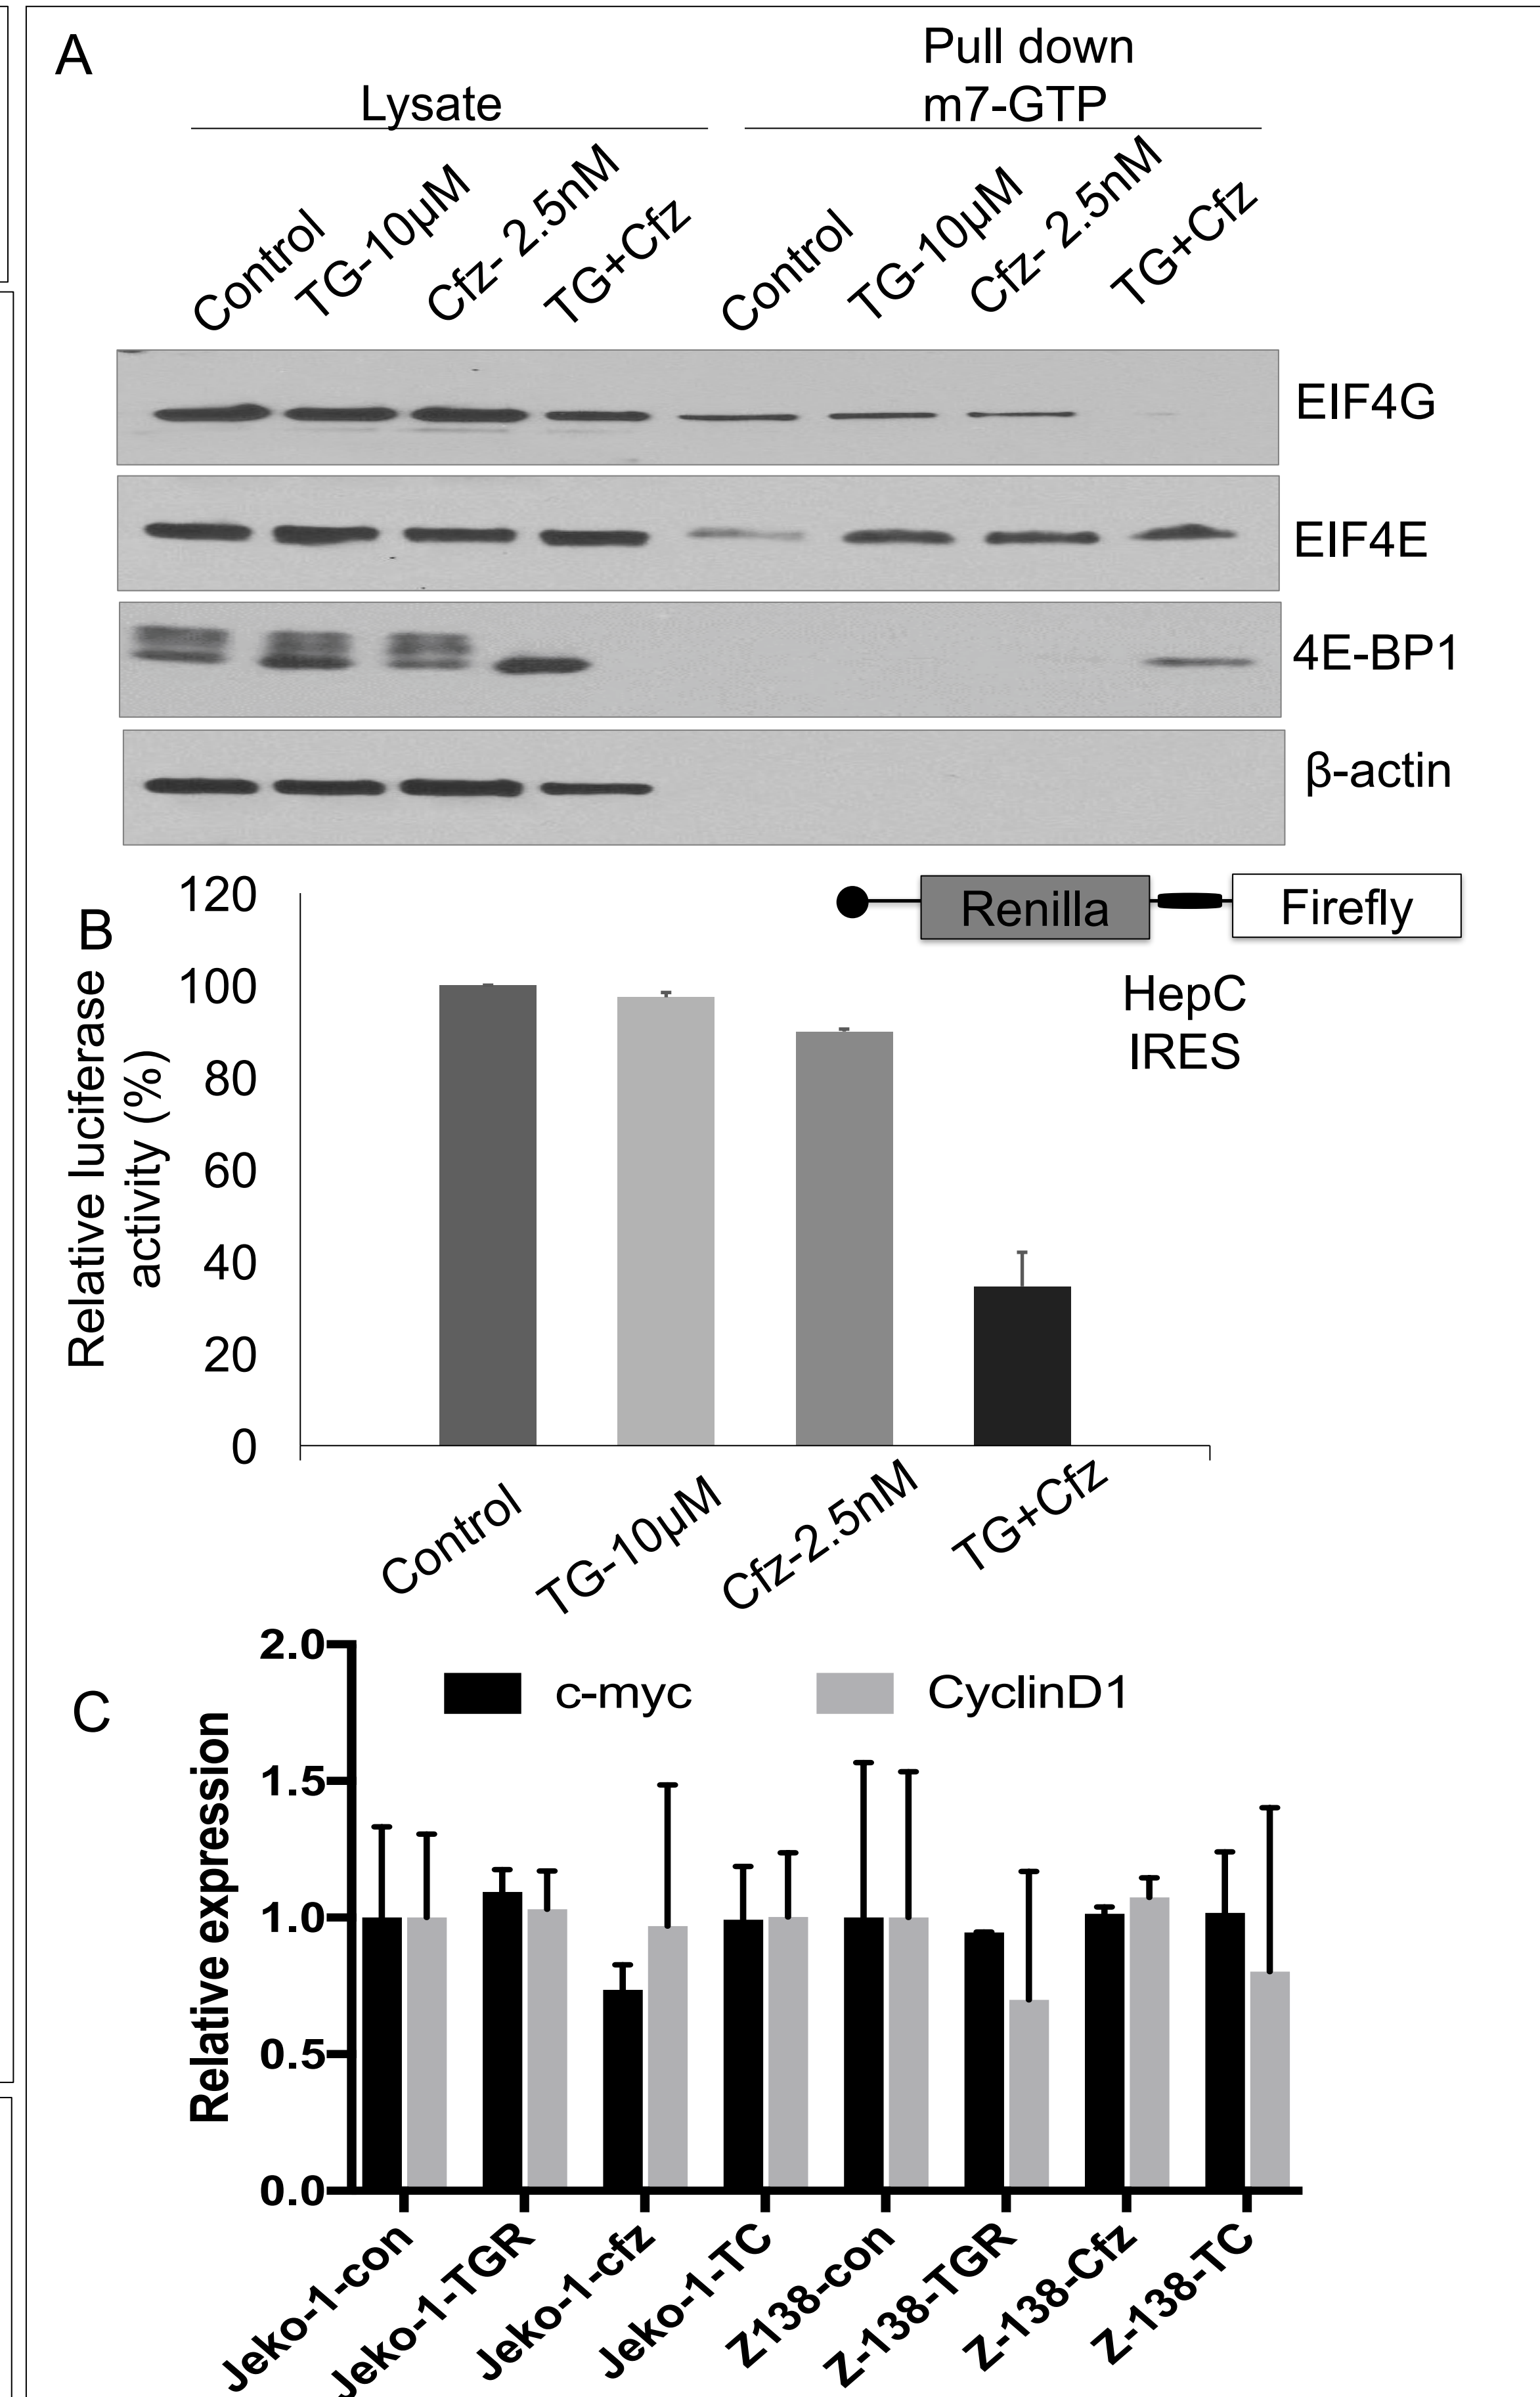 A
Lysate
Pull down
m7-GTP
Control
TG-10µM
Cfz- 2.5nM
TG+Cfz
Control
TG-10µM
Cfz- 2.5nM
TG+Cfz
EIF4G
EIF4E
4E-BP1
β-actin
B
Relative luciferase
activity (%)
120
100
80
60
40
20
0
Renilla
Firefly
HepC
IRES
Control
TG-10µM
Cfz-2.5nM
TG+Cfz
C
Relative expression
2.0
1.5
1.0
0.5
0.0
c-myc
CyclinD1
Jeko-1-con
Jeko-1-TGR
Jeko-1-cfz
Jeko-1-TC
Z138-con
Z-138-TGR
Z-138-Cfz
Z-138-TC